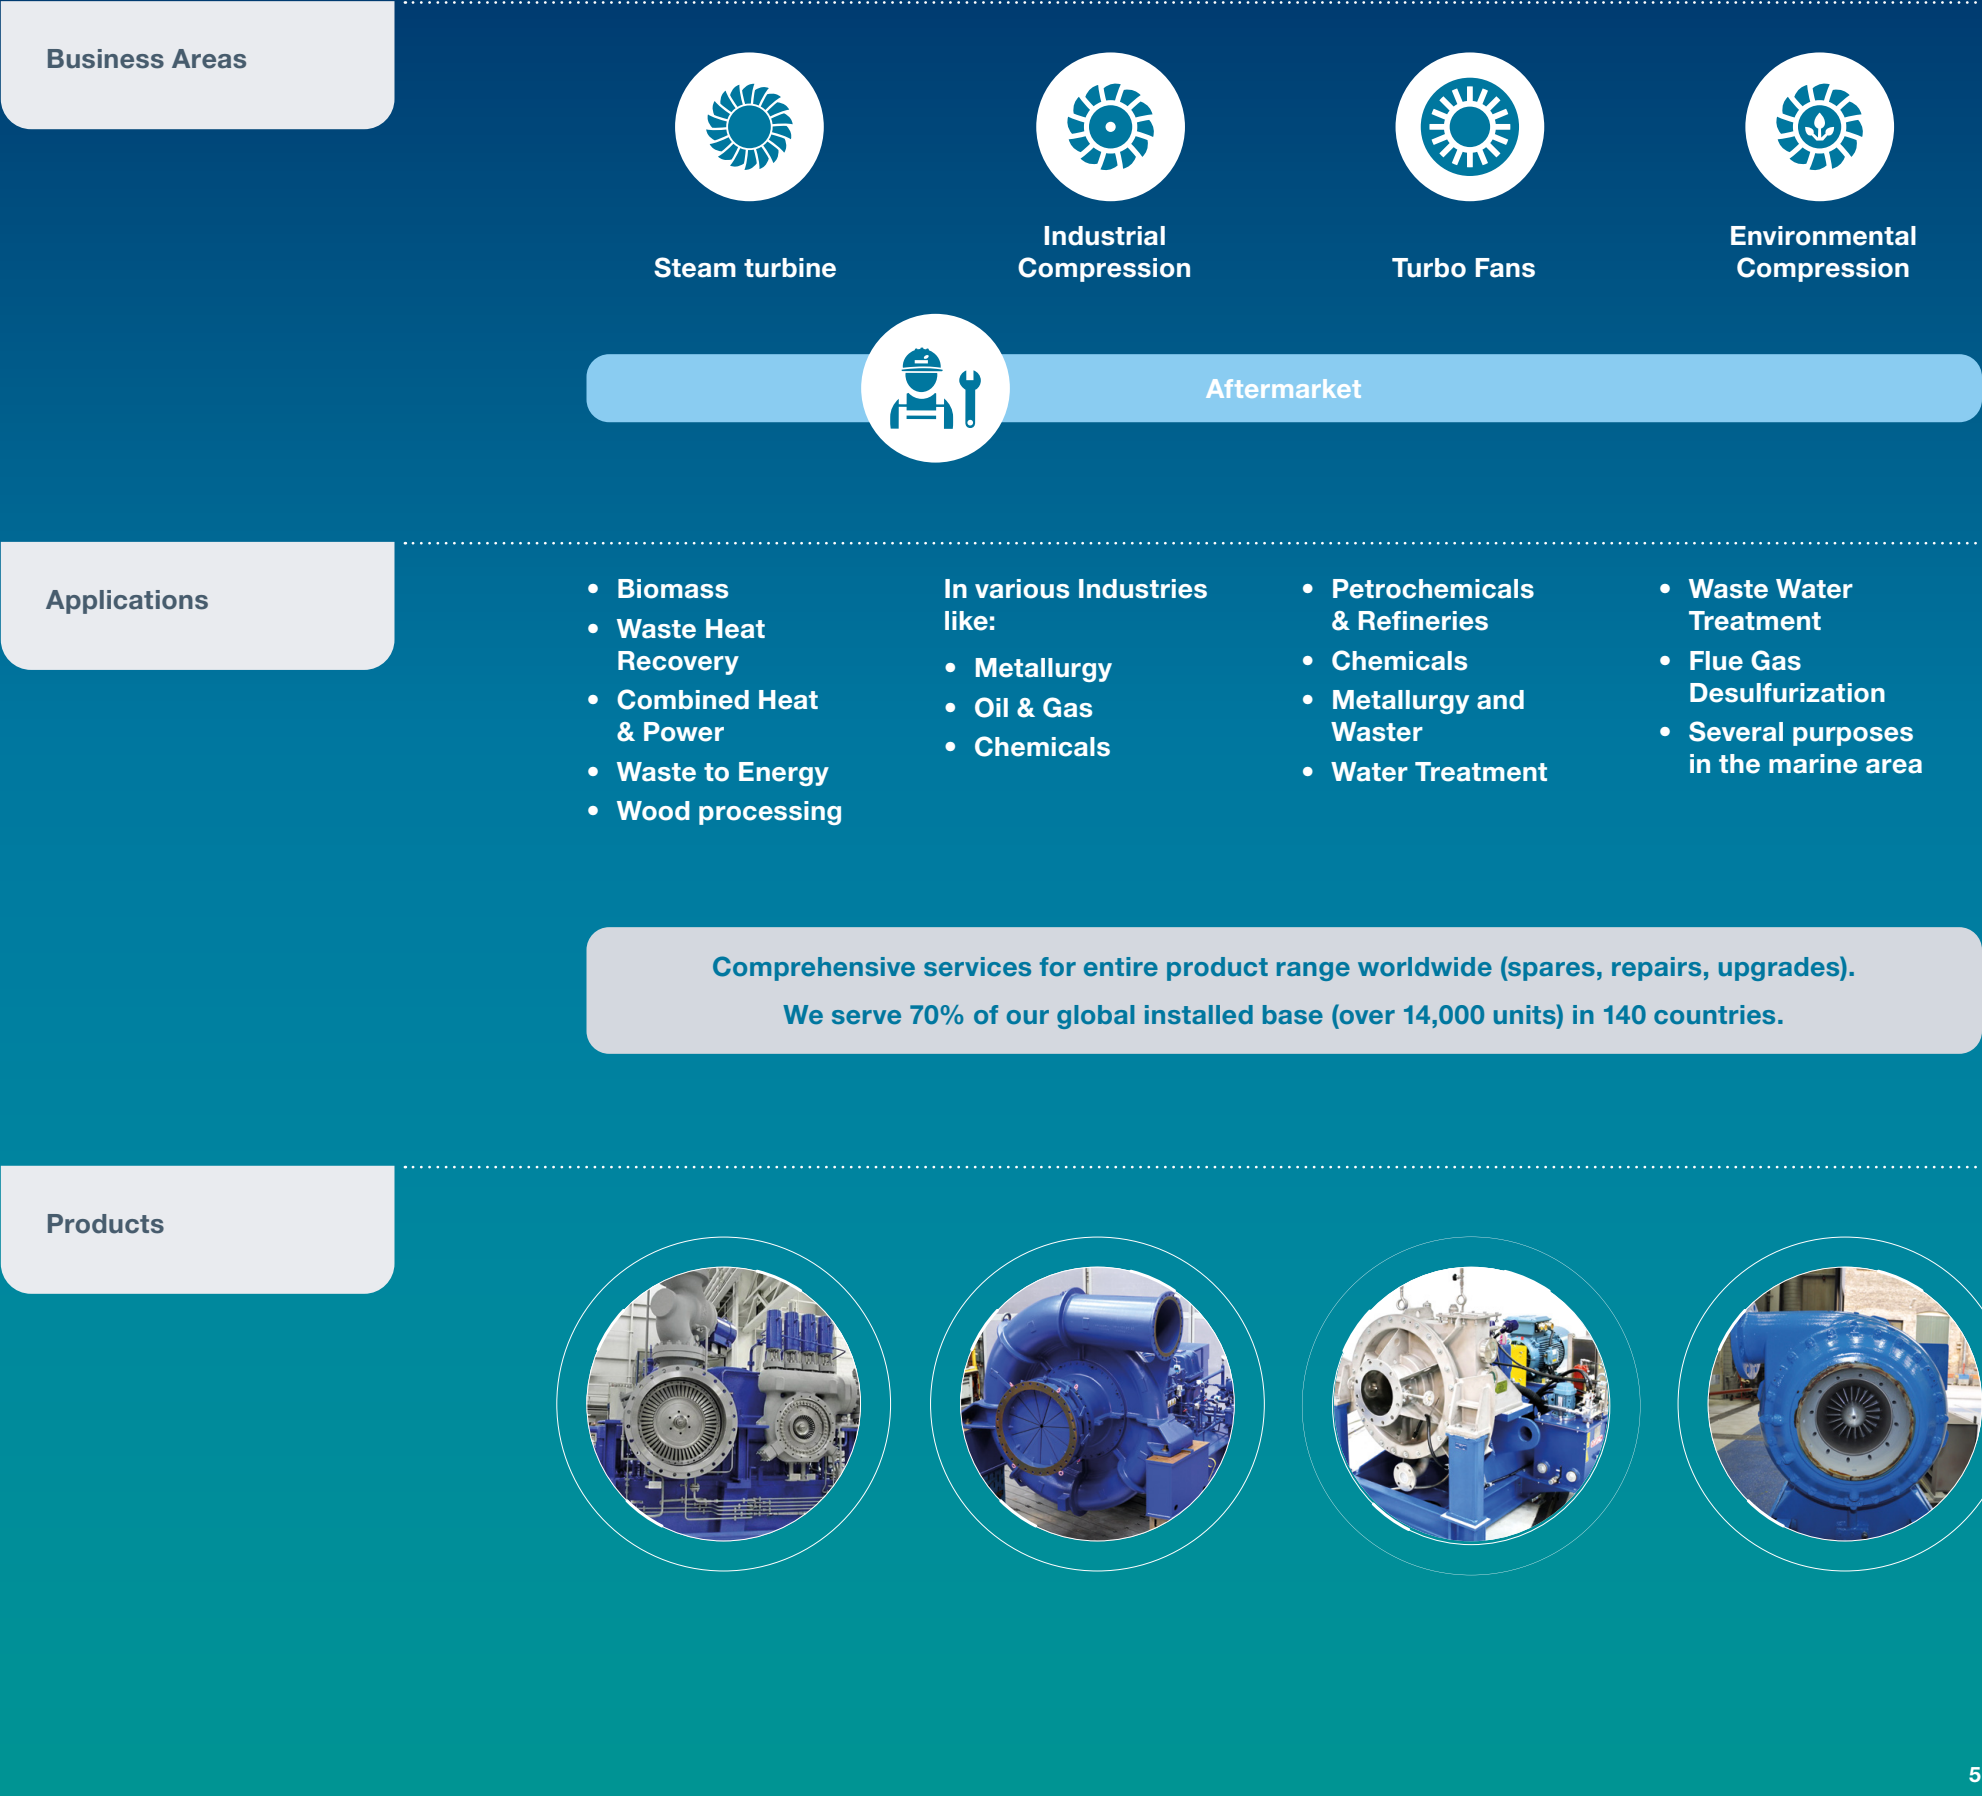 Business Areas
Steam turbine
Industrial
Compression
Turbo Fans
Environmental
Compression
Aftermarket
Applications
• Biomass
• Waste Heat
Recovery
• Combined Heat
& Power
• Waste to Energy
• Wood processing
In various Industries
like:
• Metallurgy
• Oil & Gas
• Chemicals
• Petrochemicals
& Refineries
• Chemicals
• Metallurgy and
Waster
• Water Treatment
• Waste Water
Treatment
• Flue Gas
Desulfurization
• Several purposes
in the marine area
Comprehensive services for entire product range worldwide (spares, repairs, upgrades).
We serve 70% of our global installed base (over 14,000 units) in 140 countries.
Products
5